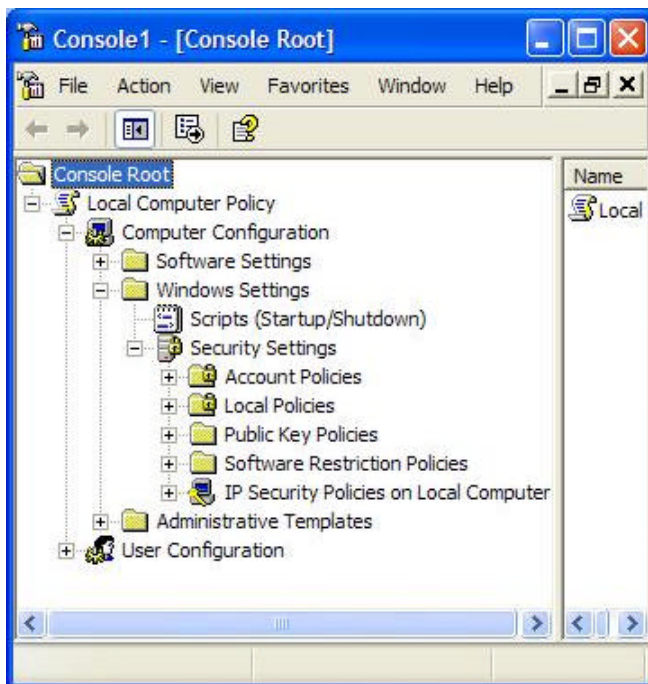 Console1 - [Console Root]
File Action View Favorites Window Help
Console Root
Local Computer Policy
Computer Configuration
Software Settings
Windows Settings
Scripts (Startup/Shutdown)
Security Settings
Account Policies
Local Policies
Public Key Policies
Software Restriction Policies
IP Security Policies on Local Computer
Administrative Templates
User Configuration
Name
Local